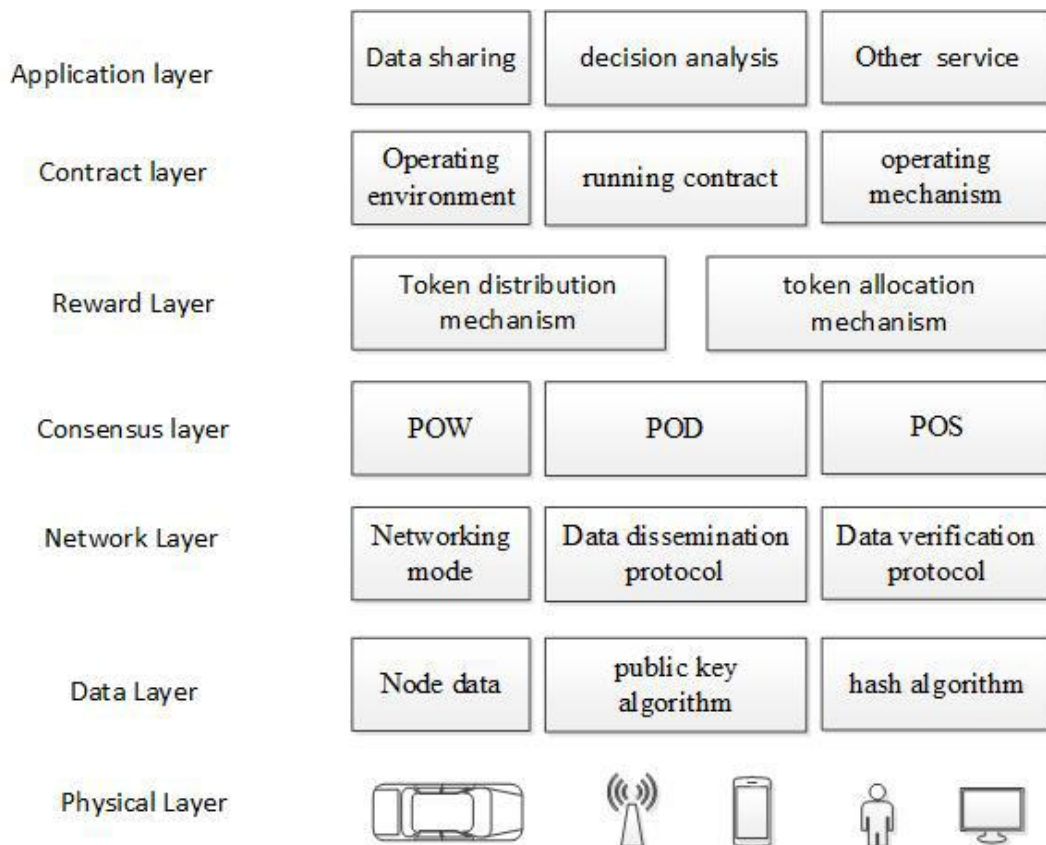 Application layer
Data sharing
decision analysis
Other service
Contract layer
Operating
environment
running contract
operating
mechanism
Reward Layer
Token distribution
mechanism
token allocation
mechanism
Consensus layer
POW
POD
POS
Network Layer
Networking
mode
Data dissemination
protocol
Data verification
protocol
Data Layer
Node data
public key
algorithm
hash algorithm
Physical Layer